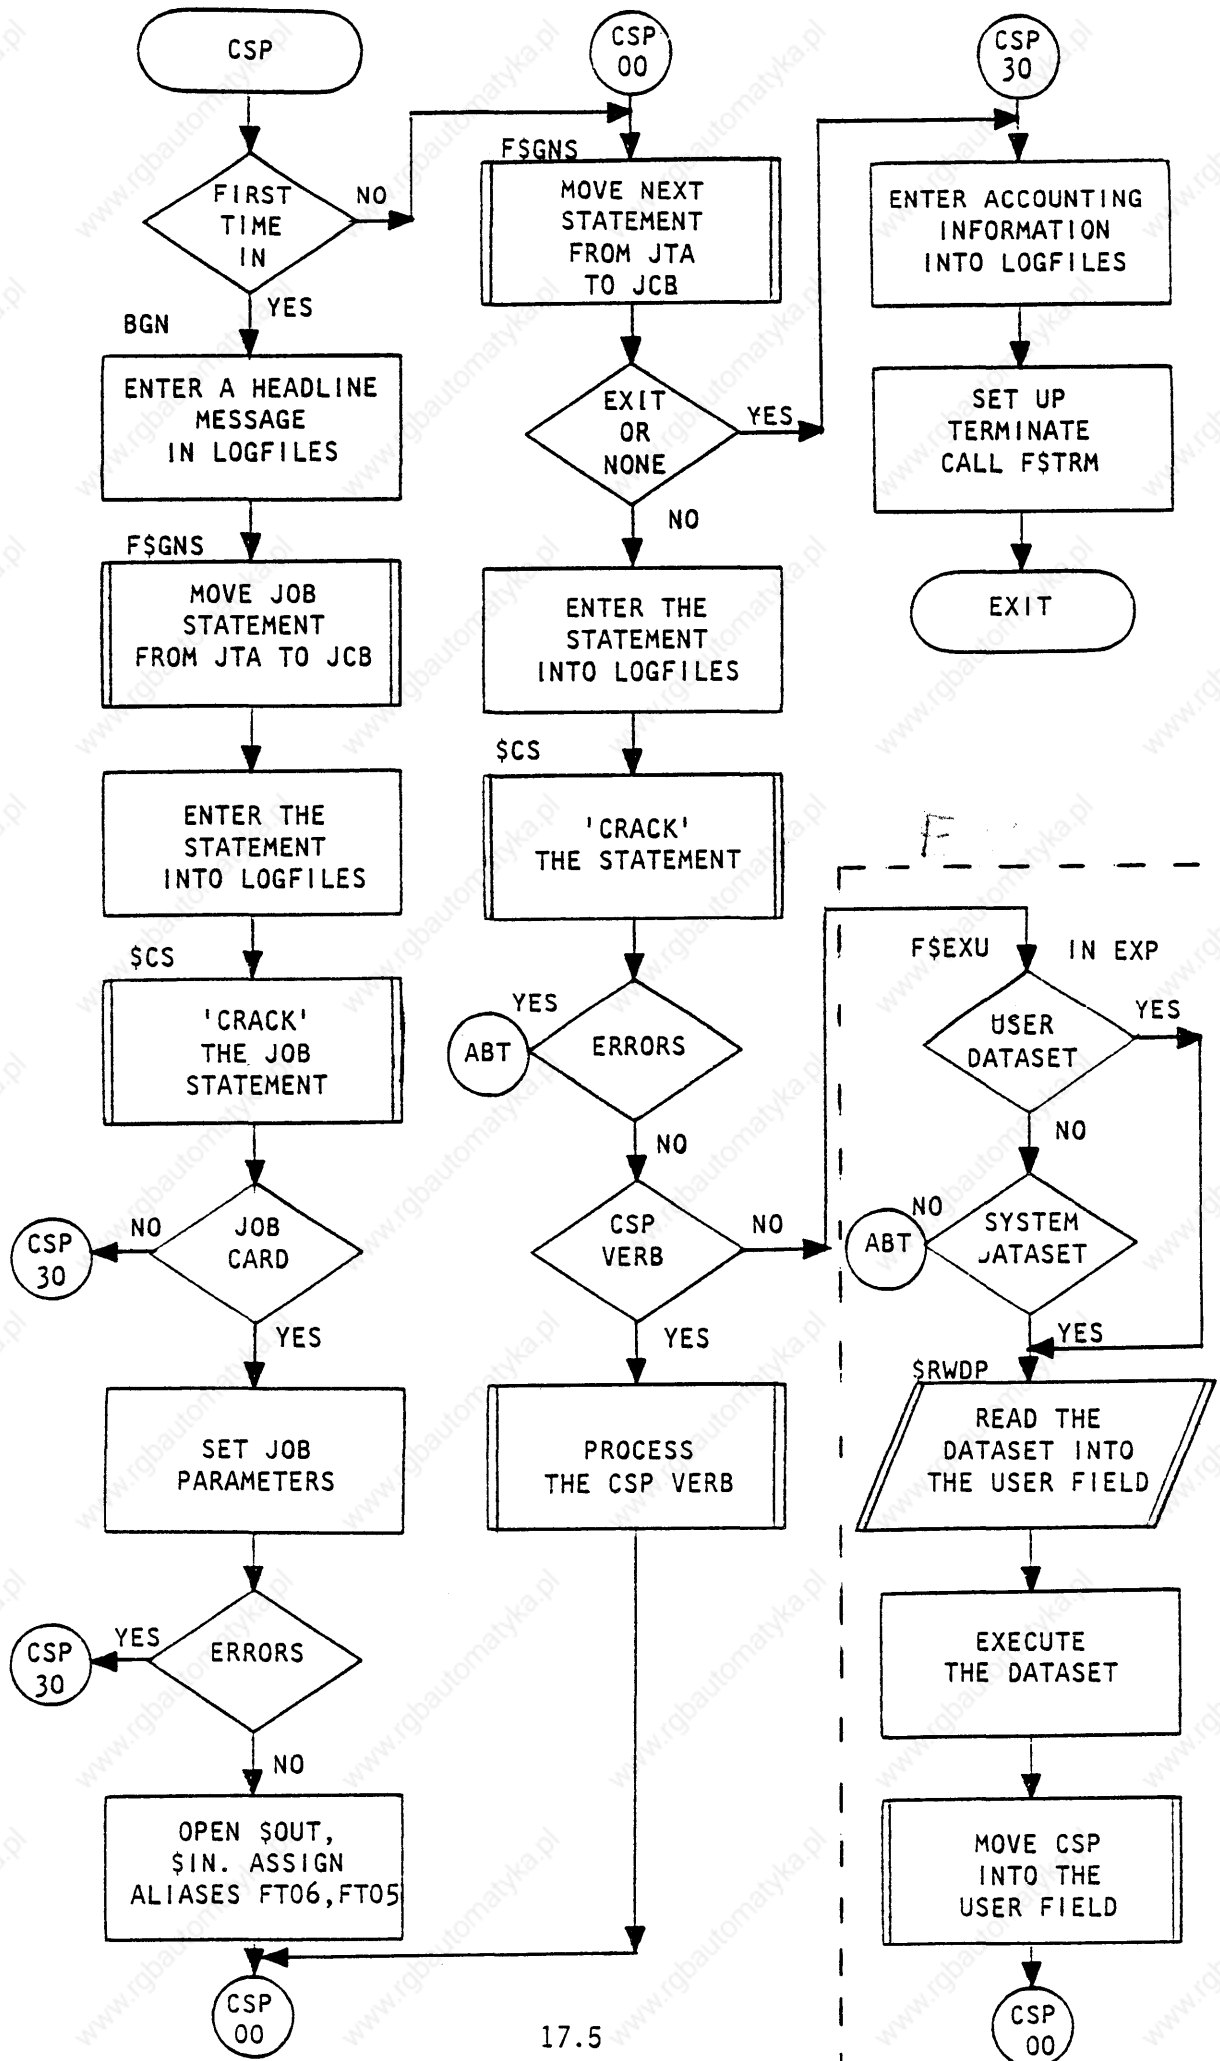 CSP
FIRST
TIME
IN
NO
YES
BGN
ENTER A HEADLINE
MESSAGE
IN LOGFILES
F$GNS
MOVE JOB
STATEMENT
FROM JTA TO JCB
ENTER THE
STATEMENT
INTO LOGFILES
$CS
'CRACK'
THE JOB
STATEMENT
JOB
CARD
NO
CSP
30
YES
SET JOB
PARAMETERS
ERRORS
YES
CSP
30
NO
OPEN $OUT,
$IN. ASSIGN
ALIASES FT06,FT05
CSP
00
CSP
00
F$GNS
MOVE NEXT
STATEMENT
FROM JTA
TO JCB
EXIT
OR
NONE
YES
NO
ENTER THE
STATEMENT
INTO LOGFILES
$CS
'CRACK'
THE STATEMENT
YES
ABT
ERRORS
NO
CSP
VERB
NO
YES
PROCESS
THE CSP VERB
CSP
30
ENTER ACCOUNTING
INFORMATION
INTO LOGFILES
SET UP
TERMINATE
CALL F$TRM
EXIT
F
F$EXU
IN EXP
USER
DATASET
YES
NO
SYSTEM
DATASET
NO
ABT
YES
$RWDP
READ THE
DATASET INTO
THE USER FIELD
EXECUTE
THE DATASET
MOVE CSP
INTO THE
USER FIELD
CSP
00
17.5
www.rgbautomatyka.pl